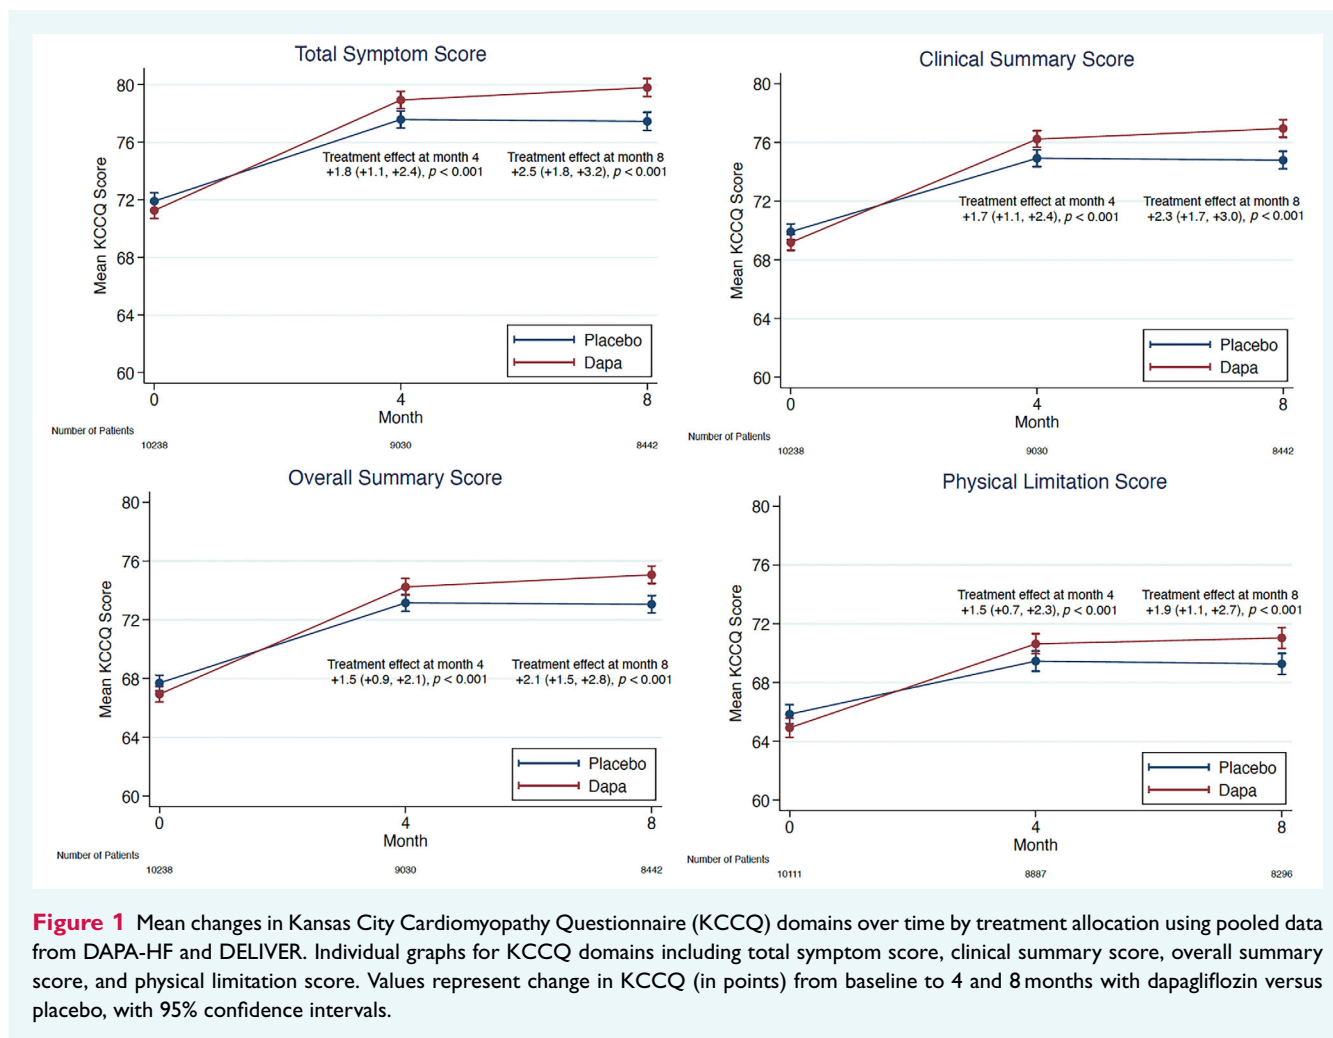 Total Symptom Score
Mean KCCQ Score
80
76
72
68
64
60
Treatment effect at month 4
+1.8 (+1.1, +2.4), p < 0.001
Treatment effect at month 8
+2.5 (+1.8, +3.2), p < 0.001
Placebo
Dapa
0 4 8
Month
Number of Patients
10238 9030 8442
Clinical Summary Score
Mean KCCQ Score
80
76
72
68
64
60
Treatment effect at month 4
+1.7 (+1.1, +2.4), p < 0.001
Treatment effect at month 8
+2.3 (+1.7, +3.0), p < 0.001
Placebo
Dapa
0 4 8
Month
Number of Patients
10238 9030 8442
Overall Summary Score
Mean KCCQ Score
80
76
72
68
64
60
Treatment effect at month 4
+1.5 (+0.9, +2.1), p < 0.001
Treatment effect at month 8
+2.1 (+1.5, +2.8), p < 0.001
Placebo
Dapa
0 4 8
Month
Number of Patients
10238 9030 8442
Physical Limitation Score
Mean KCCQ Score
80
76
72
68
64
60
Treatment effect at month 4
+1.5 (+0.7, +2.3), p < 0.001
Treatment effect at month 8
+1.9 (+1.1, +2.7), p < 0.001
Placebo
Dapa
0 4 8
Month
Number of Patients
10111 8887 8296
Figure 1 Mean changes in Kansas City Cardiomyopathy Questionnaire (KCCQ) domains over time by treatment allocation using pooled data
from DAPA-HF and DELIVER. Individual graphs for KCCQ domains including total symptom score, clinical summary score, overall summary
score, and physical limitation score. Values represent change in KCCQ (in points) from baseline to 4 and 8 months with dapagliflozin versus
placebo, with 95% confidence intervals.